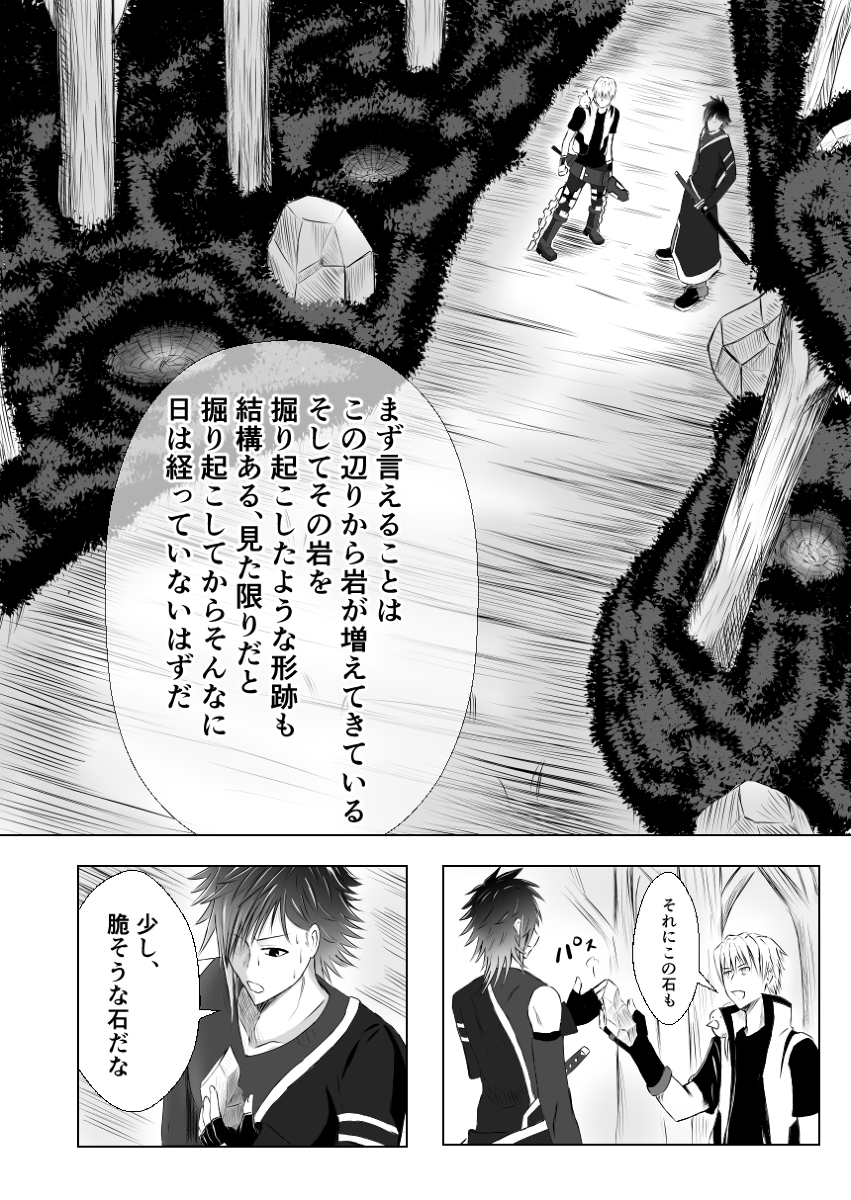 まず言えることは
この辺りから岩が増えてきている
そしてその岩を
掘り起こしたような形跡も
結構ある、見た限りだと
掘り起こしてからそんなに
日は経っていないはずだ
それにこの石も
パス
少し、
脆そうな石だな